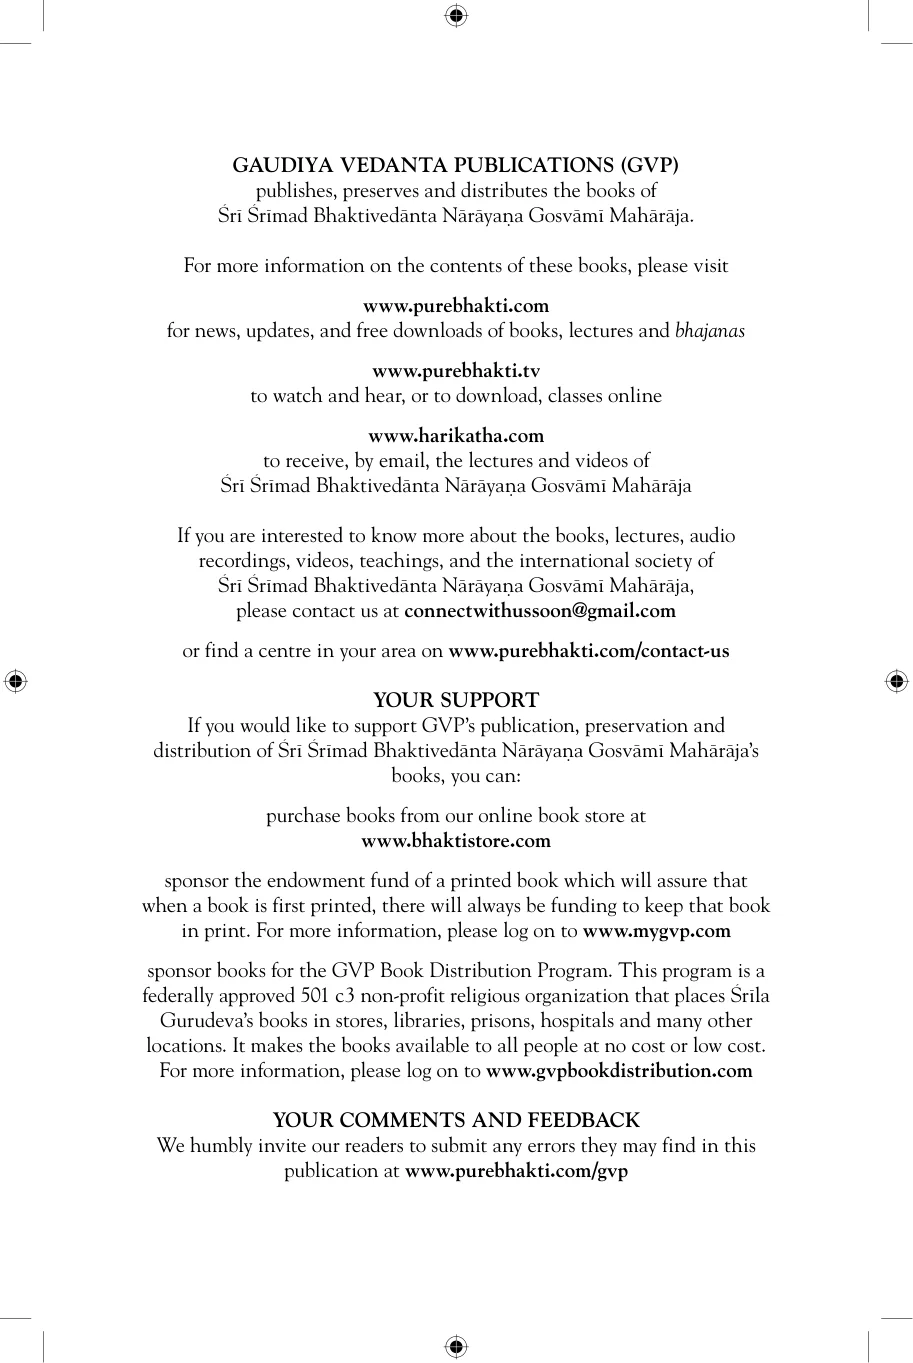 GAUDIYA VEDANTA PUBLICATIONS (GVP)
publishes, preserves and distributes the books of
Śrī Śrīmad Bhaktivedānta Nārāyaṇa Gosvāmī Mahārāja.
For more information on the contents of these books, please visit
www.purebhakti.com
for news, updates, and free downloads of books, lectures and bhajanas
www.purebhakti.tv
to watch and hear, or to download, classes online
www.harikatha.com
to receive, by email, the lectures and videos of
Śrī Śrīmad Bhaktivedānta Nārāyaṇa Gosvāmī Mahārāja
If you are interested to know more about the books, lectures, audio
recordings, videos, teachings, and the international society of
Śrī Śrīmad Bhaktivedānta Nārāyaṇa Gosvāmī Mahārāja,
please contact us at connectwithussoon@gmail.com
or find a centre in your area on www.purebhakti.com/contact-us
YOUR SUPPORT
If you would like to support GVP's publication, preservation and
distribution of Śrī Śrīmad Bhaktivedānta Nārāyaṇa Gosvāmī Mahārāja's
books, you can:
purchase books from our online book store at
www.bhaktistore.com
sponsor the endowment fund of a printed book which will assure that
when a book is first printed, there will always be funding to keep that book
in print. For more information, please log on to www.mygvp.com
sponsor books for the GVP Book Distribution Program. This program is a
federally approved 501 c3 non-profit religious organization that places Śrīla
Gurudeva's books in stores, libraries, prisons, hospitals and many other
locations. It makes the books available to all people at no cost or low cost.
For more information, please log on to www.gvpbookdistribution.com
YOUR COMMENTS AND FEEDBACK
We humbly invite our readers to submit any errors they may find in this
publication at www.purebhakti.com/gvp